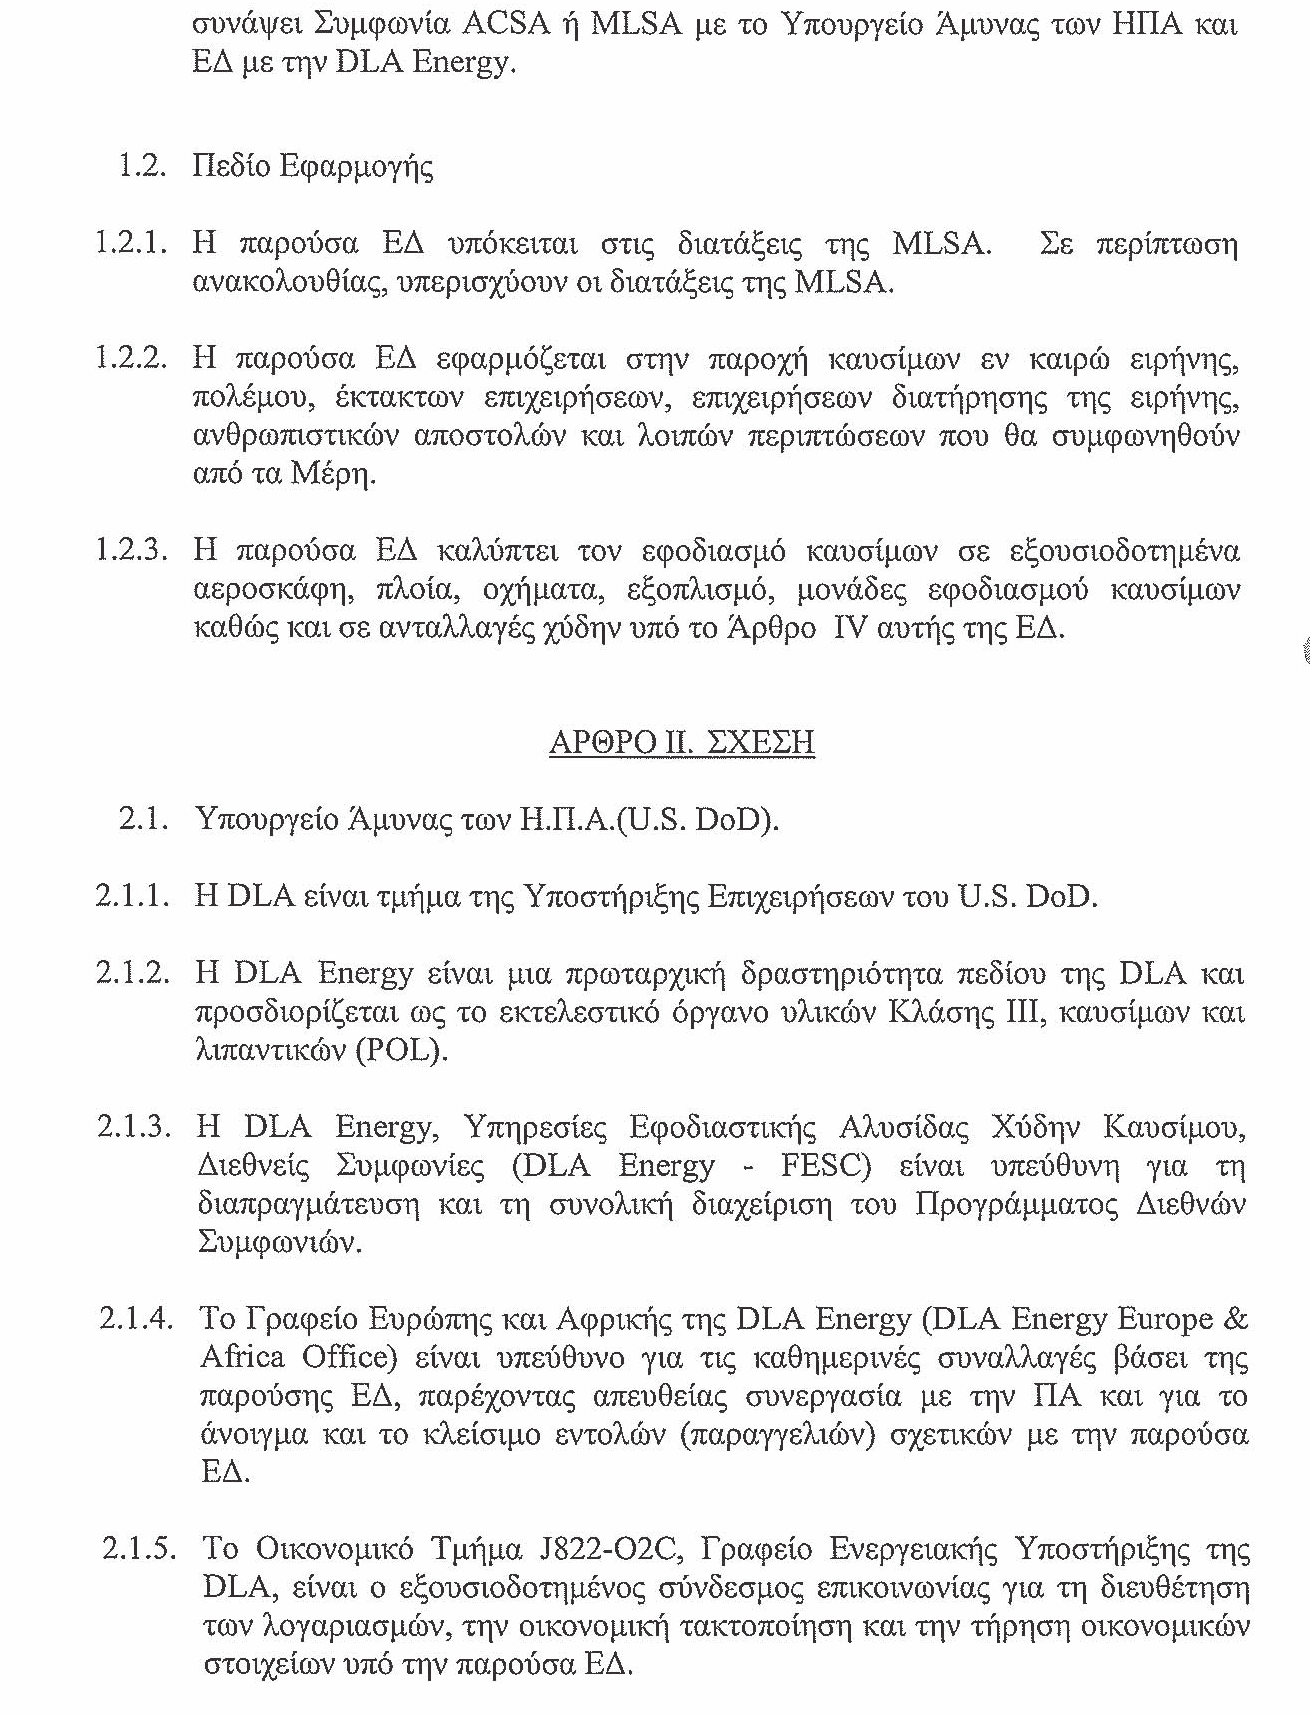 συνάψει Συμφωνία ACSA ή MLSA με το Υπουργείο Άμυνας των ΗΠΑ και
ΕΔ με την DLA Energy.
1.2. Πεδίο Εφαρμογής
1.2.1. Η παρούσα ΕΔ υπόκειται στις διατάξεις της MLSA. Σε περίπτωση
ανακολουθίας, υπερισχύουν οι διατάξεις της MLSA.
1.2.2. Η παρούσα ΕΔ εφαρμόζεται στην παροχή καυσίμων εν καιρώ ειρήνης,
πολέμου, έκτακτων επιχειρήσεων, επιχειρήσεων διατήρησης της ειρήνης,
ανθρωπιστικών αποστολών και λοιπών περιπτώσεων που θα συμφωνηθούν
από τα Μέρη.
1.2.3. Η παρούσα ΕΔ καλύπτει τον εφοδιασμό καυσίμων σε εξουσιοδοτημένα
αεροσκάφη, πλοία, οχήματα, εξοπλισμό, μονάδες εφοδιασμού καυσίμων
καθώς και σε ανταλλαγές χύδην υπό το Άρθρο IV αυτής της ΕΔ.
ΑΡΘΡΟ ΙΙ. ΣΧΕΣΗ
2.1. Υπουργείο Άμυνας των Η.Π.Α.(U.S. DoD).
2.1.1. Η DLA είναι τμήμα της Υποστήριξης Επιχειρήσεων του U.S. DoD.
2.1.2. Η DLA Energy είναι μια πρωταρχική δραστηριότητα πεδίου της DLA και
προσδιορίζεται ως το εκτελεστικό όργανο υλικών Κλάσης ΙΙΙ, καυσίμων και
λιπαντικών (POL).
2.1.3. Η DLA Energy, Υπηρεσίες Εφοδιαστικής Αλυσίδας Χύδην Καυσίμου,
Διεθνείς Συμφωνίες (DLA Energy - FESC) είναι υπεύθυνη για τη
διαπραγμάτευση και τη συνολική διαχείριση του Προγράμματος Διεθνών
Συμφωνιών.
2.1.4. Το Γραφείο Ευρώπης και Αφρικής της DLA Energy (DLA Energy Europe &
Africa Office) είναι υπεύθυνο για τις καθημερινές συναλλαγές βάσει της
παρούσης ΕΔ, παρέχοντας απευθείας συνεργασία με την ΠΑ και για το
άνοιγμα και το κλείσιμο εντολών (παραγγελιών) σχετικών με την παρούσα
ΕΔ.
2.1.5. Το Οικονομικό Τμήμα J822-O2C, Γραφείο Ενεργειακής Υποστήριξης της
DLA, είναι ο εξουσιοδοτημένος σύνδεσμος επικοινωνίας για τη διευθέτηση
των λογαριασμών, την οικονομική τακτοποίηση και την τήρηση οικονομικών
στοιχείων υπό την παρούσα ΕΔ.